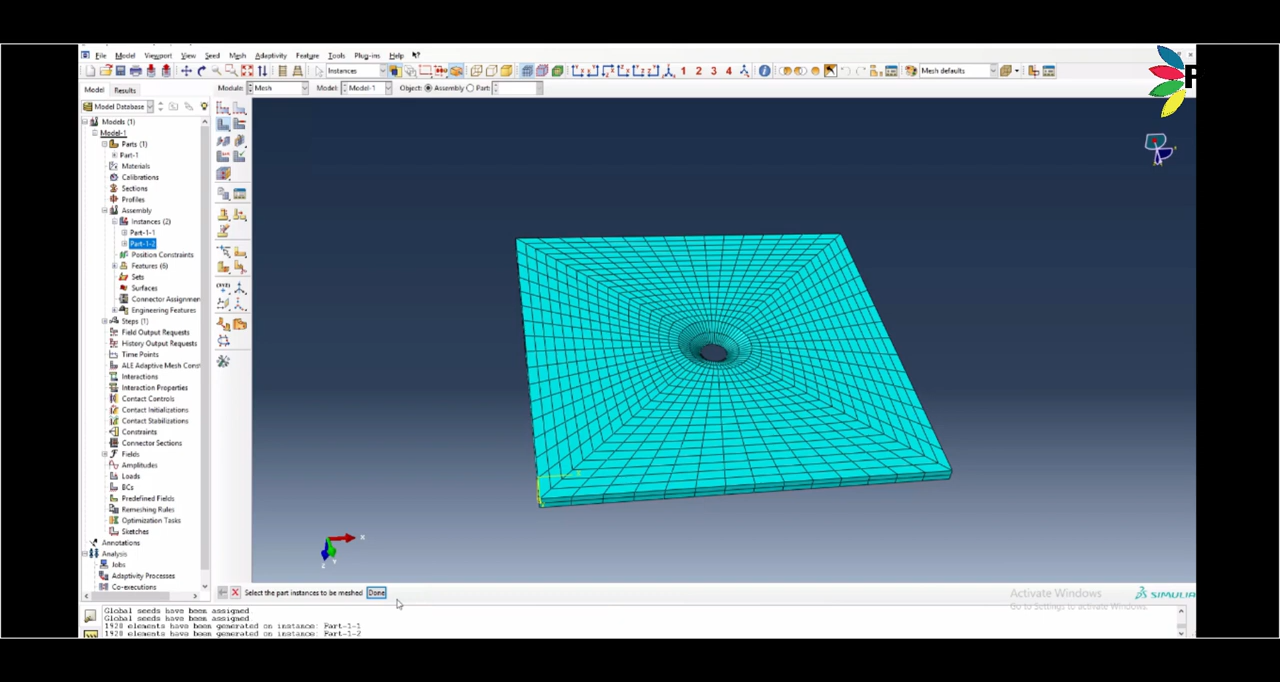 File Model Viewport View Seed Mesh Adaptivity Feature Tools Plug-ins Help
Instances 1 2 3 4 Mesh defaults
Model Results Module: Mesh Model: Model-1 Object: Assembly Part:
Model Database
Models (1)
Model-1
Parts (1)
Part-1
Materials
Calibrations
Sections
Profiles
Assembly
Instances (2)
Part-1-1
Part-1-2
Position Constraints
Features (6)
Sets
Surfaces
Connector Assignmen
Engineering Features
Steps (1)
Field Output Requests
History Output Requests
Time Points
ALE Adaptive Mesh Const
Interactions
Interaction Properties
Contact Controls
Contact Initializations
Contact Stabilizations
Constraints
Connector Sections
Fields
Amplitudes
Loads
BCs
Predefined Fields
Remeshing Rules
Optimization Tasks
Sketches
Annotations
Analysis
Jobs
Adaptivity Processes
Co-executions
X
Y
Z
Select the part instances to be meshed Done
Activate Windows
Go to Settings to activate Windows.
SIMULIA
Global seeds have been assigned
Global seeds have been assigned
1920 elements have been generated on instance: Part-1-1
1920 elements have been generated on instance: Part-1-2